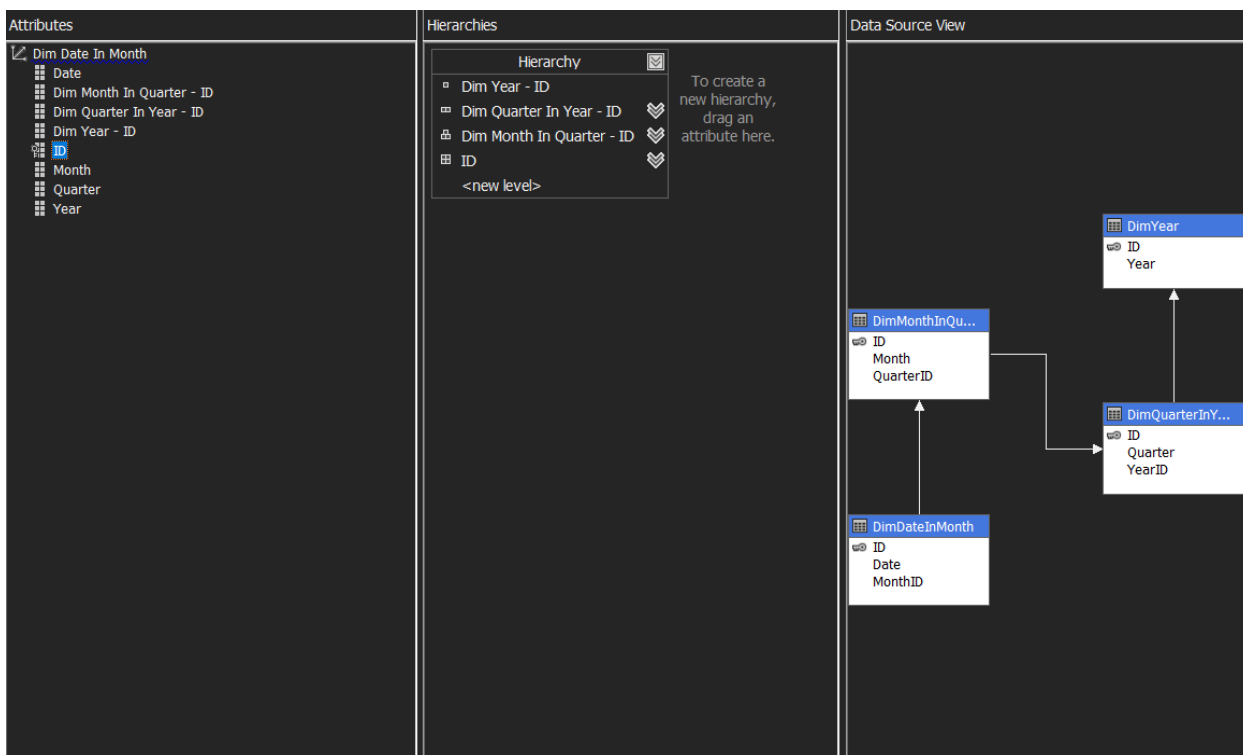 Attributes
Dim Date In Month
Date
Dim Month In Quarter - ID
Dim Quarter In Year - ID
Dim Year - ID
ID
Month
Quarter
Year
Hierarchies
Hierarchy
Dim Year - ID
Dim Quarter In Year - ID
Dim Month In Quarter - ID
ID
<new level>
To create a
new hierarchy,
drag an
attribute here.
Data Source View
DimYear
ID
Year
DimMonthInQu...
ID
Month
QuarterID
DimQuarterInY...
ID
Quarter
YearID
DimDateInMonth
ID
Date
MonthID